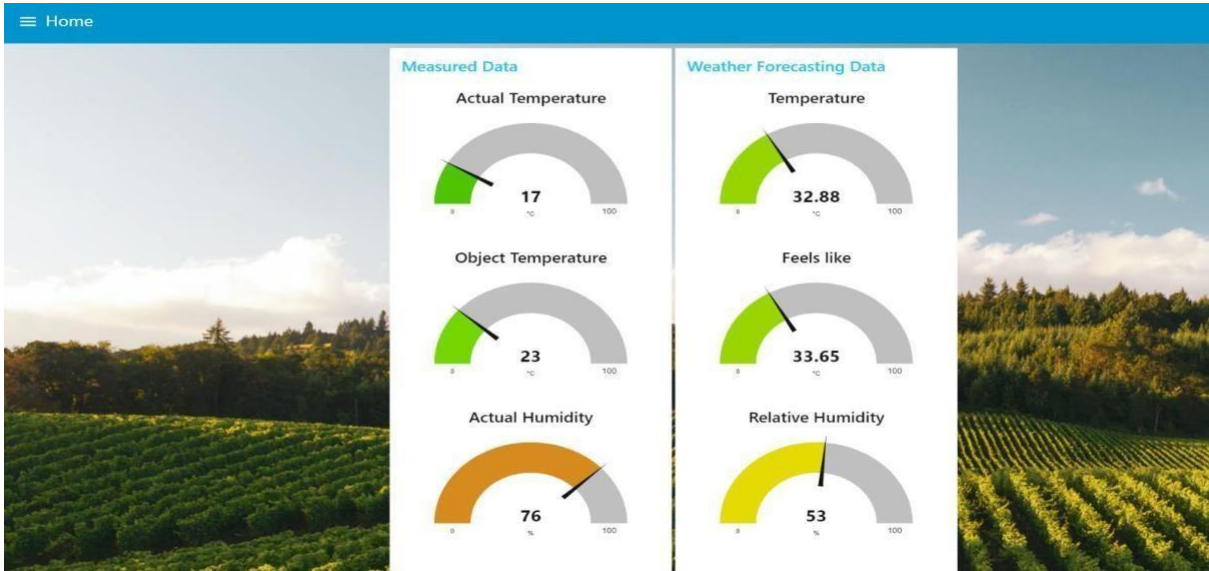 Home
Measured Data
Actual Temperature
17
°C
0
100
Object Temperature
23
°C
0
100
Actual Humidity
76
%
0
100
Weather Forecasting Data
Temperature
32.88
°C
0
100
Feels like
33.65
°C
0
100
Relative Humidity
53
%
0
100